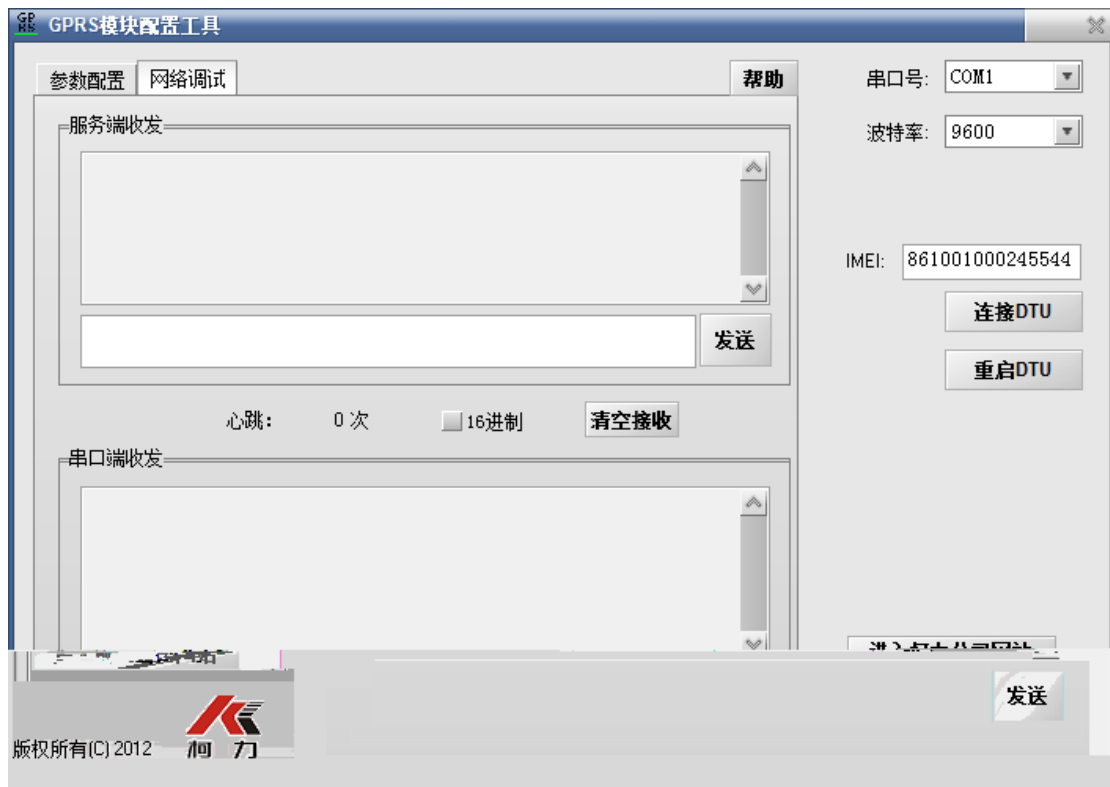 GPRS模块配置工具
参数配置 网络调试 帮助
串口号: COM1
波特率: 9600
服务端收发
IMEI: 861001000245544
连接DTU
发送
重启DTU
心跳: 0 次 16进制 清空接收
串口端收发
发送
版权所有(C) 2012 柯力